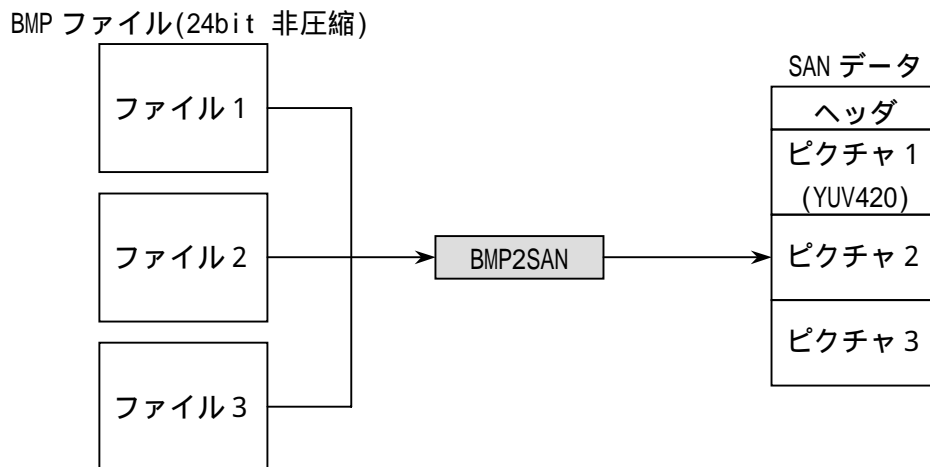 BMP ファイル(24bit 非圧縮)
SAN データ
ファイル 1
ヘッダ
ピクチャ 1
(YUV420)
ファイル 2
BMP2SAN
ピクチャ 2
ピクチャ 3
ファイル 3